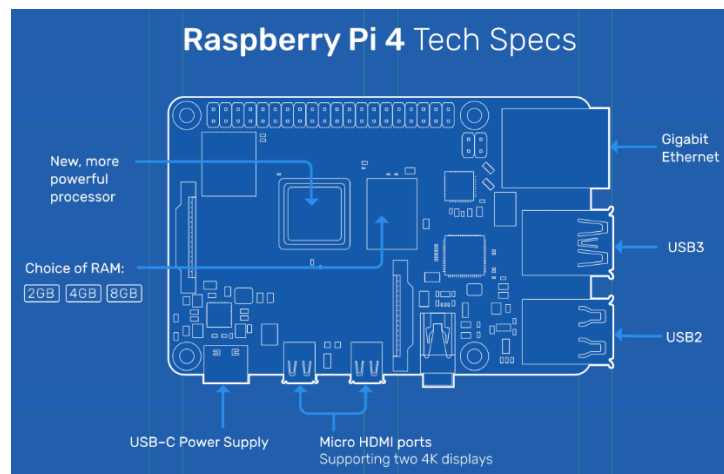 Raspberry Pi 4 Tech Specs
New, more
powerful
processor
Choice of RAM:
2GB 4GB 8GB
Gigabit
Ethernet
USB3
USB2
USB-C Power Supply
Micro HDMI ports
Supporting two 4K displays